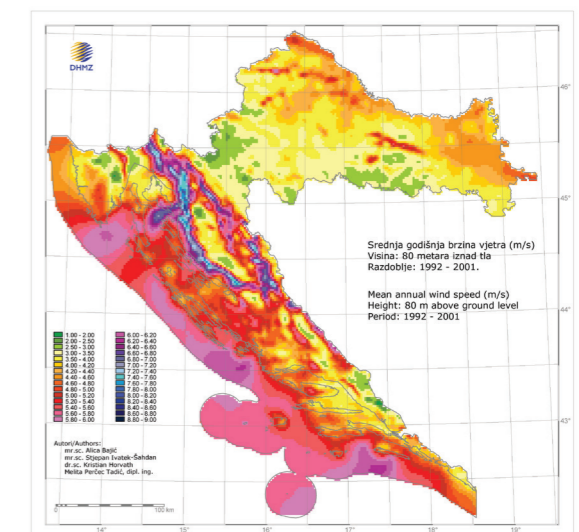 DHMZ
46°
45°
44°
43°
Srednja godišnja brzina vjetra (m/s)
Visina: 80 metara iznad tla
Razdoblje: 1992 - 2001.
Mean annual wind speed (m/s)
Height: 80 m above ground level
Period: 1992 - 2001
1.00 - 2.00
2.00 - 2.50
2.50 - 3.00
3.00 - 3.50
3.50 - 4.00
4.00 - 4.20
4.20 - 4.40
4.40 - 4.60
4.60 - 4.80
4.80 - 5.00
5.00 - 5.20
5.20 - 5.40
5.40 - 5.60
5.60 - 5.80
5.80 - 6.00
6.00 - 6.20
6.20 - 6.40
6.40 - 6.60
6.60 - 6.80
6.80 - 7.00
7.00 - 7.20
7.20 - 7.40
7.40 - 7.60
7.60 - 7.80
7.80 - 8.00
8.00 - 8.20
8.20 - 8.40
8.40 - 8.60
8.60 - 8.80
8.80 - 9.00
Autori/Authors:
mr.sc. Alica Bajić
mr.sc. Stjepan Ivatek-Šahdan
dr.sc. Kristian Horvath
Melita Perčec Tadić, dipl. ing.
100 km
14°
15°
16°
17°
18°
19°